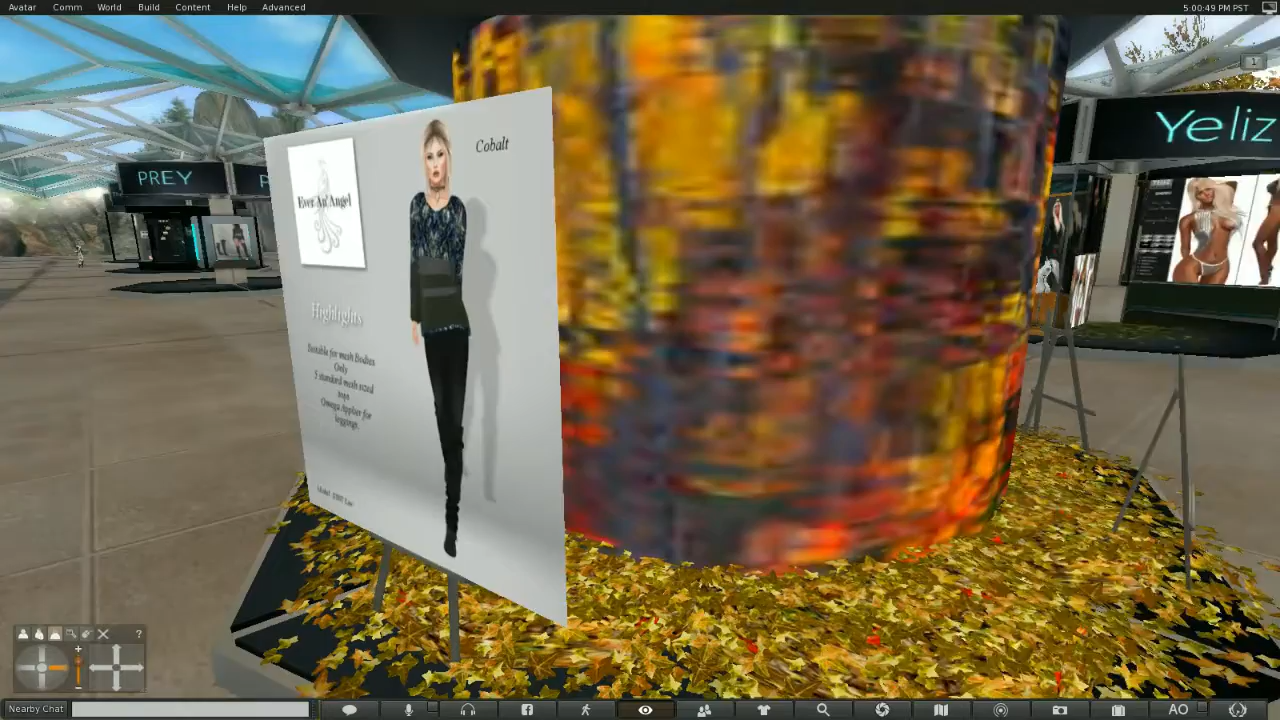 Avatar Comm World Build Content Help Advanced 5:00:49 PM PST
1
PREY
P
Yeliz
Cobalt
Ever An' Angel
Highlights
Suitable for mesh Bodies
Only
5 standard mesh sized
tops
Omega Applier for
leggings.
?
Nearby Chat
AO